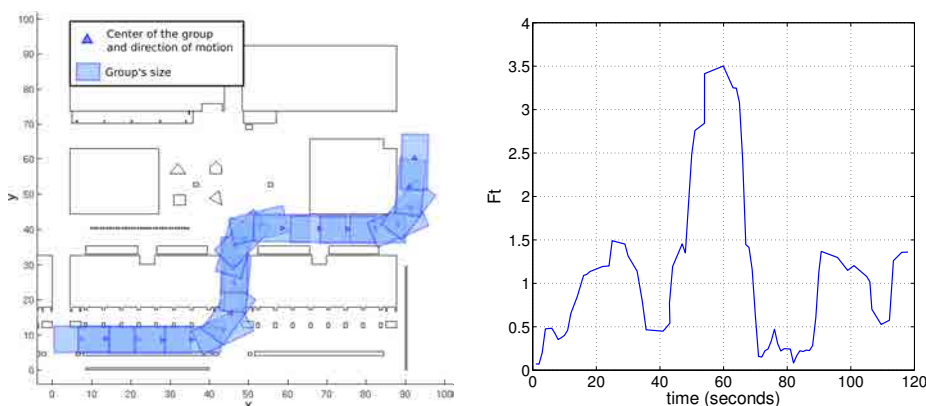 100
90
80
70
60
50
40
30
20
10
0
y
Center of the group
and direction of motion
Group's size
0 10 20 30 40 50 60 70 80 90 100
x
4
3.5
3
2.5
2
1.5
1
0.5
0
Ft
0 20 40 60 80 100 120
time (seconds)